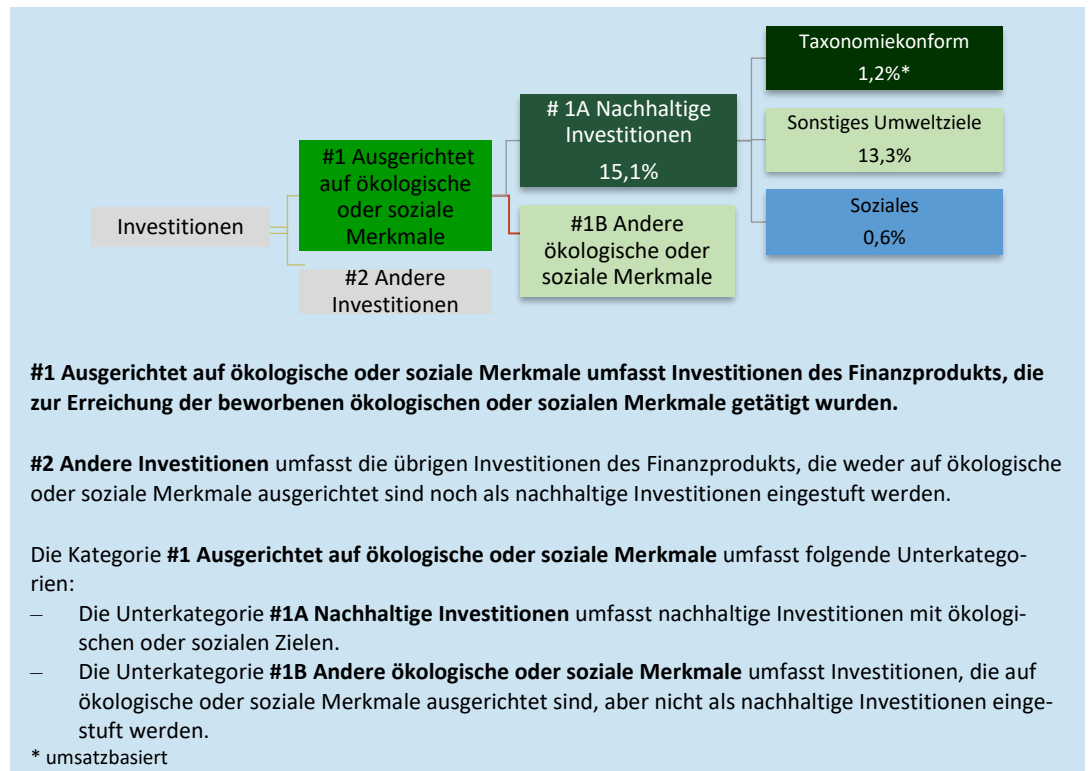 Investitionen
#1 Ausgerichtet
auf ökologische
oder soziale
Merkmale
#2 Andere
Investitionen
# 1A Nachhaltige
Investitionen
15,1%
#1B Andere
ökologische oder
soziale Merkmale
Taxonomiekonform
1,2%*
Sonstiges Umweltziele
13,3%
Soziales
0,6%
#1 Ausgerichtet auf ökologische oder soziale Merkmale umfasst Investitionen des Finanzprodukts, die
zur Erreichung der beworbenen ökologischen oder sozialen Merkmale getätigt wurden.
#2 Andere Investitionen umfasst die übrigen Investitionen des Finanzprodukts, die weder auf ökologische
oder soziale Merkmale ausgerichtet sind noch als nachhaltige Investitionen eingestuft werden.
Die Kategorie #1 Ausgerichtet auf ökologische oder soziale Merkmale umfasst folgende Unterkatego-
rien:
– Die Unterkategorie #1A Nachhaltige Investitionen umfasst nachhaltige Investitionen mit ökologi-
schen oder sozialen Zielen.
– Die Unterkategorie #1B Andere ökologische oder soziale Merkmale umfasst Investitionen, die auf
ökologische oder soziale Merkmale ausgerichtet sind, aber nicht als nachhaltige Investitionen einge-
stuft werden.
* umsatzbasiert